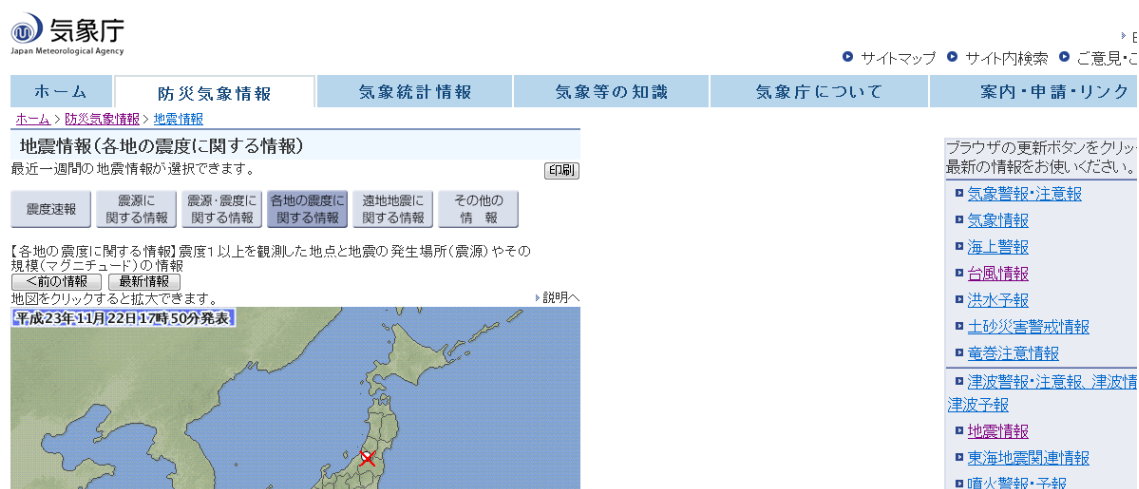 気象庁
Japan Meteorological Agency
サイトマップ サイト内検索 ご意見・
ホーム 防災気象情報 気象統計情報 気象等の知識 気象庁について 案内・申請・リンク
ホーム > 防災気象情報 > 地震情報
地震情報(各地の震度に関する情報)
最近一週間の地震情報が選択できます。
印刷
震度速報
震源に
関する情報
震源・震度に
関する情報
各地の震度に
関する情報
遠地地震に
関する情報
その他の
情 報
【各地の震度に関する情報】震度1以上を観測した地点と地震の発生場所(震源)やその
規模(マグニチュード)の情報
<前の情報 最新情報
地図をクリックすると拡大できます。
説明へ
平成23年11月22日17時50分発表
ブラウザの更新ボタンをクリッ
最新の情報をお使いください。
気象警報・注意報
気象情報
海上警報
台風情報
洪水予報
土砂災害警戒情報
竜巻注意情報
津波警報・注意報、津波情
津波予報
地震情報
東海地震関連情報
噴火警報・予報